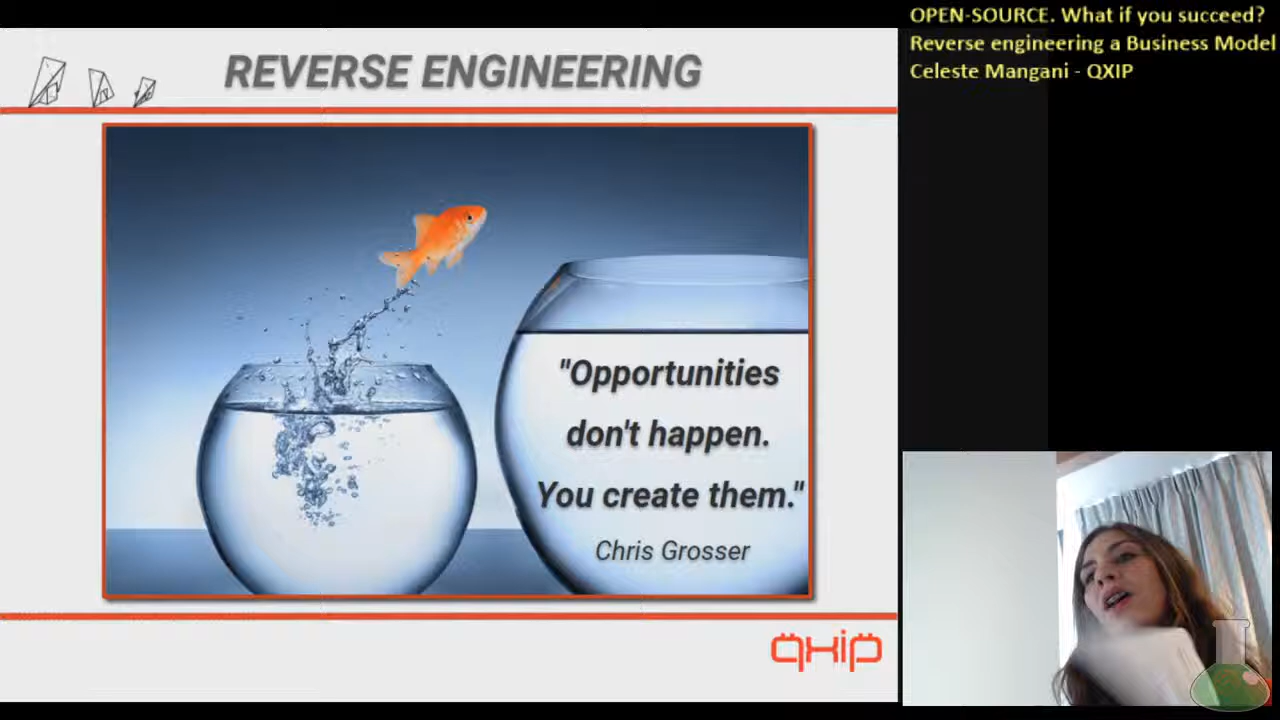 OPEN-SOURCE. What if you succeed?
Reverse engineering a Business Model
Celeste Mangani - QXIP
REVERSE ENGINEERING
"Opportunities
don't happen.
You create them."
Chris Grosser
qxip